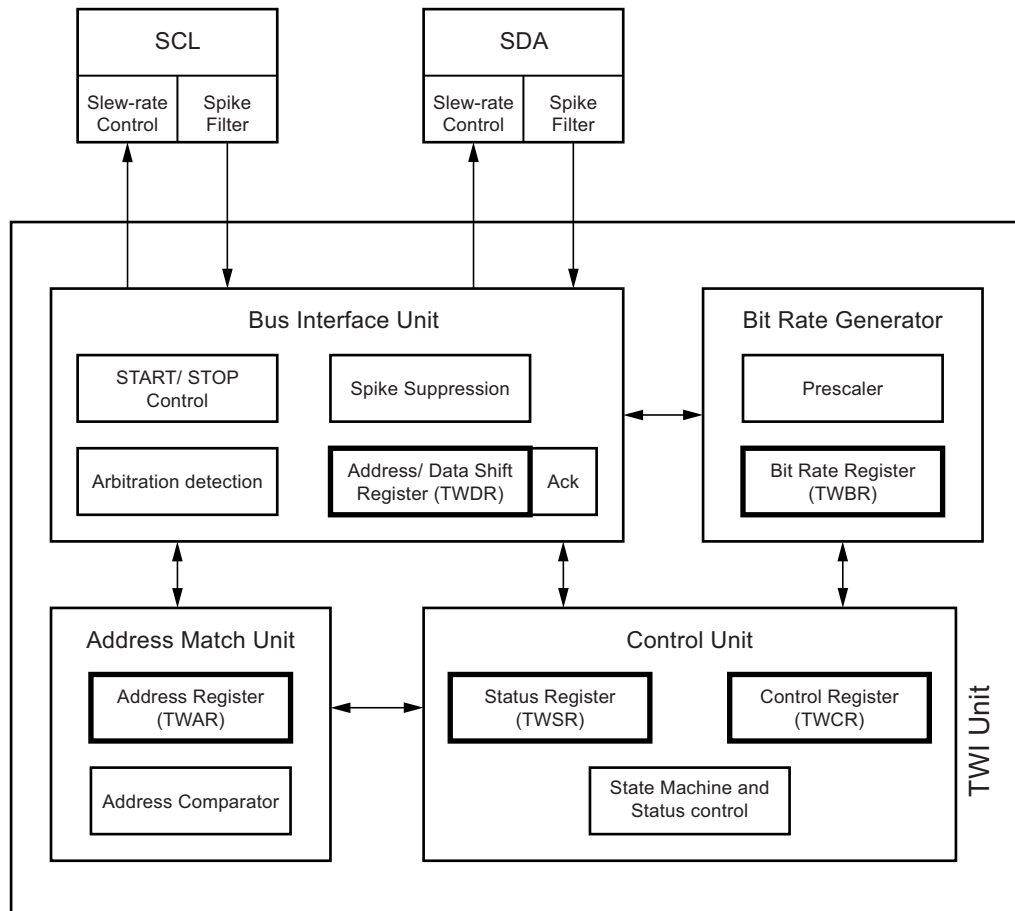 SCL
Slew-rate
Control
Spike
Filter
SDA
Slew-rate
Control
Spike
Filter
Bus Interface Unit
START/ STOP
Control
Spike Suppression
Arbitration detection
Address/ Data Shift
Register (TWDR)
Ack
Bit Rate Generator
Prescaler
Bit Rate Register
(TWBR)
Address Match Unit
Address Register
(TWAR)
Address Comparator
Control Unit
Status Register
(TWSR)
Control Register
(TWCR)
State Machine and
Status control
TWI Unit